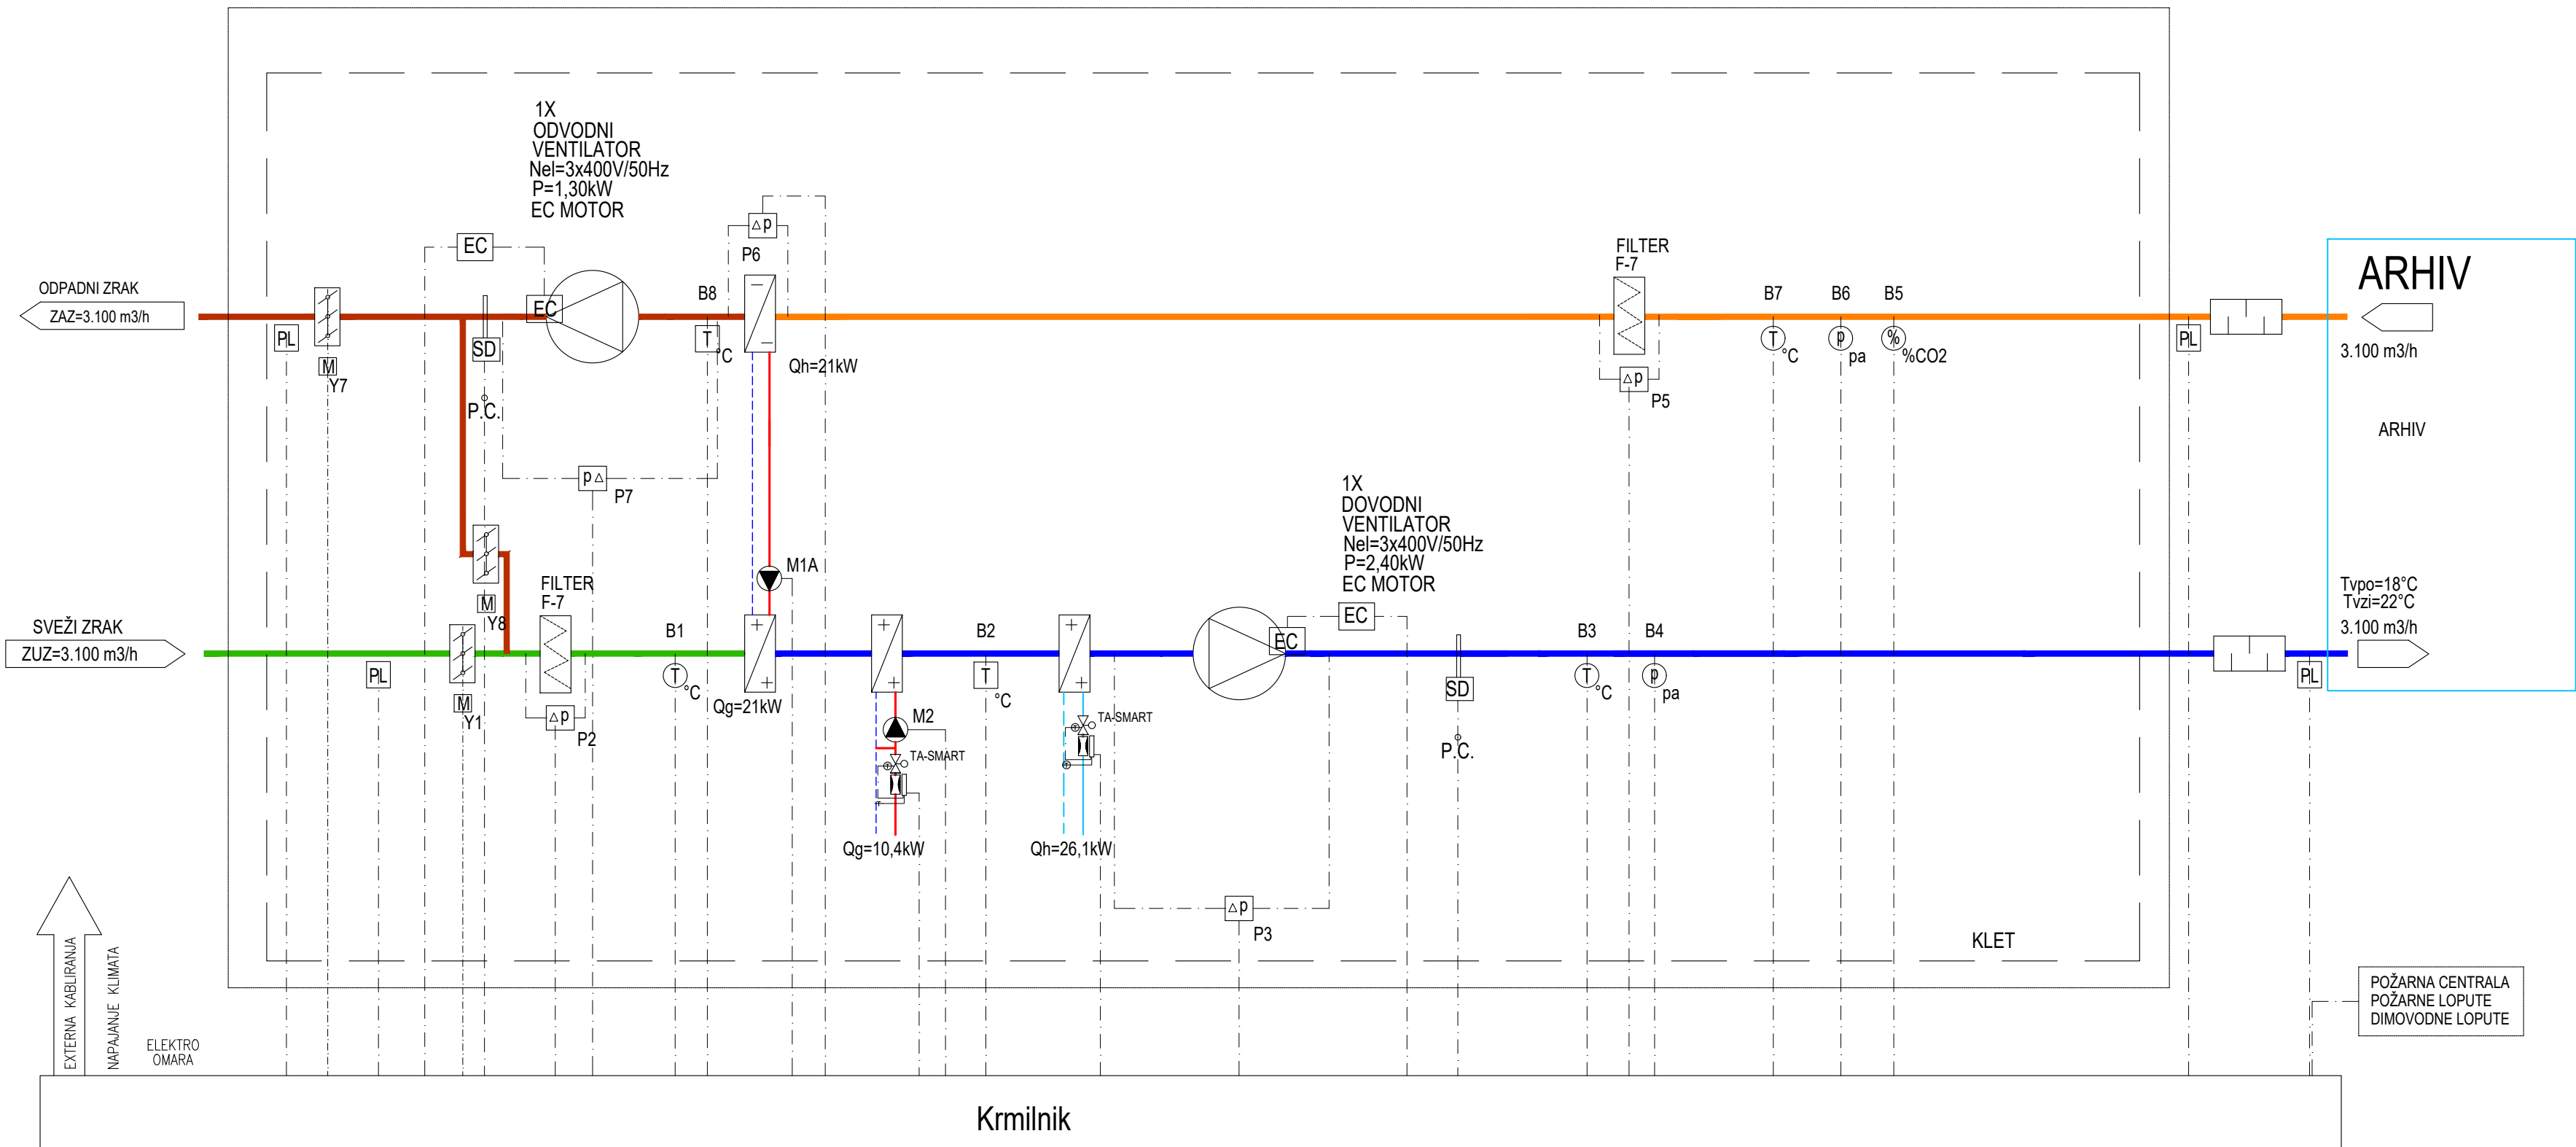 1X
ODVODNI
VENTILATOR
Nel=3x400V/50Hz
P=1,30kW
EC MOTOR
△p
P6
EC
EC
ODPADNI ZRAK
ZAZ=3.100 m3/h
PL
M
Y7
SD
P.C.
B8
T
°C
Qh=21kW
FILTER
F-7
△p
P5
B7
T
°C
B6
p
pa
B5
%
%CO2
PL
ARHIV
3.100 m3/h
ARHIV
p△
P7
M1A
M
Y8
1X
DOVODNI
VENTILATOR
Nel=3x400V/50Hz
P=2,40kW
EC MOTOR
EC
EC
SVEŽI ZRAK
ZUZ=3.100 m3/h
PL
M
Y1
FILTER
F-7
△p
P2
B1
T
°C
Qg=21kW
M2
TA-SMART
Qg=10,4kW
B2
T
°C
TA-SMART
Qh=26,1kW
△p
P3
SD
P.C.
B3
T
°C
B4
p
pa
Tvpo=18°C
Tvzi=22°C
3.100 m3/h
PL
KLET
POŽARNA CENTRALA
POŽARNE LOPUTE
DIMOVODNE LOPUTE
EXTERNA KABLIRANJA
NAPAJANJE KLIMATA
ELEKTRO
OMARA
Krmilnik